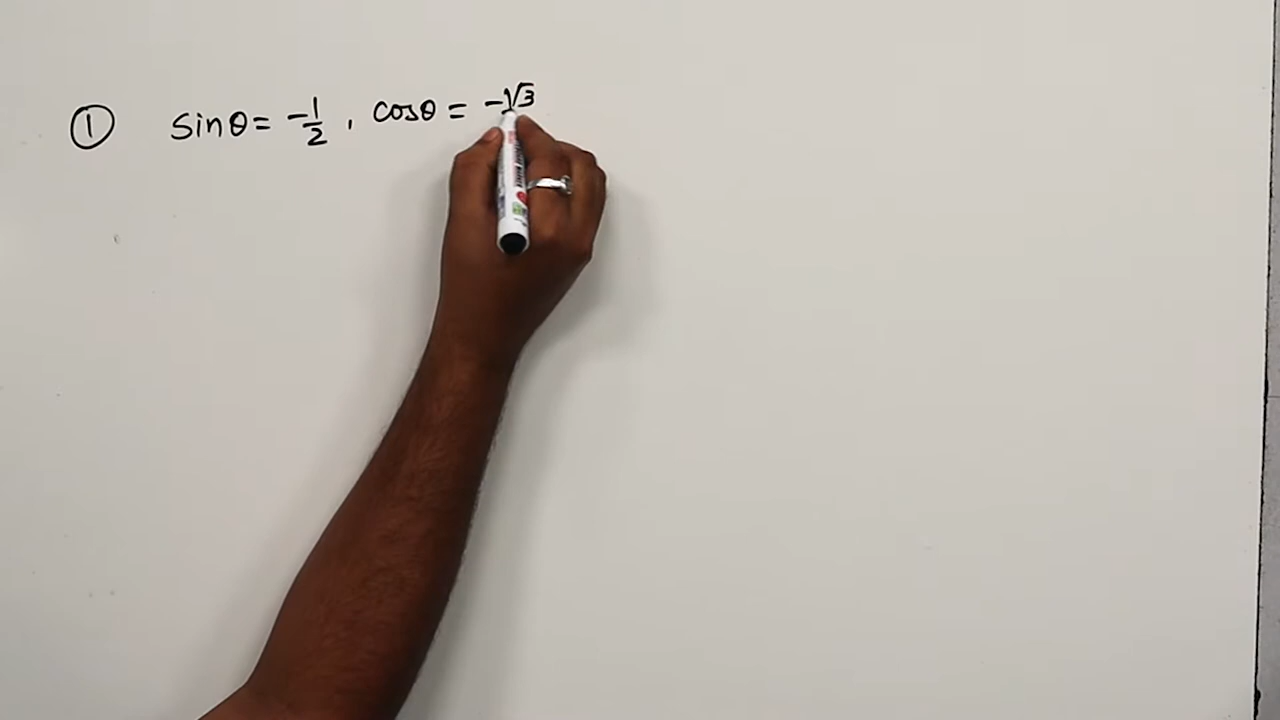 ① sinθ = -1/2 , cosθ = -√3